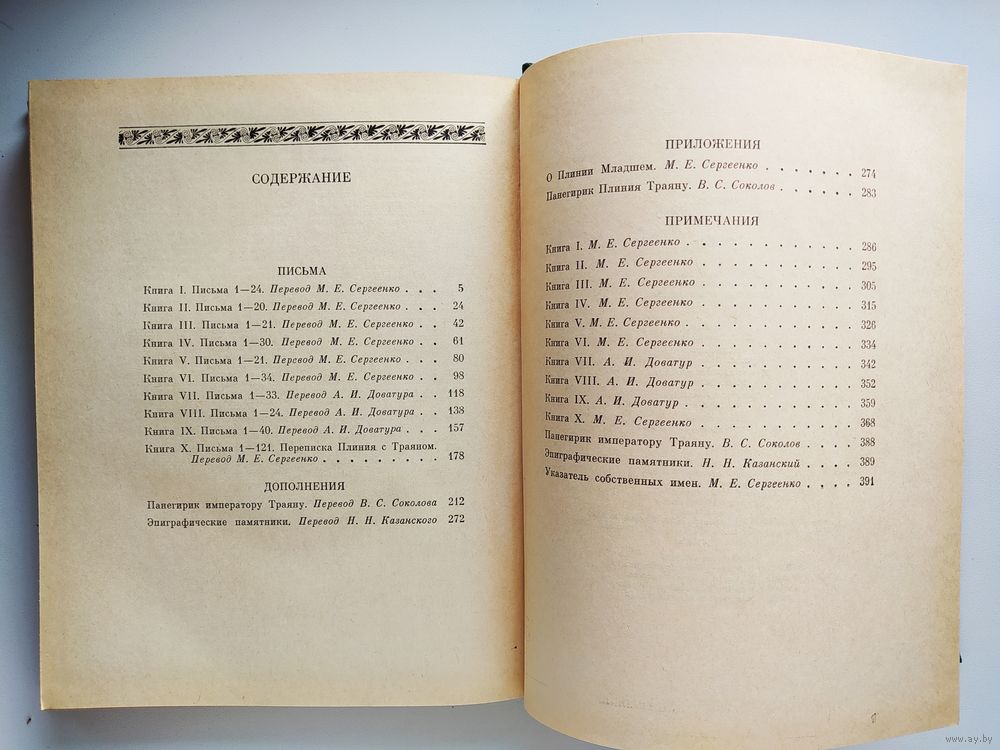 СОДЕРЖАНИЕ
ПИСЬМА
Книга I. Письма 1—24. Перевод М. Е. Сергеенко . . . 5
Книга II. Письма 1—20. Перевод М. Е. Сергеенко . . . 24
Книга III. Письма 1—21. Перевод М. Е. Сергеенко . . 42
Книга IV. Письма 1—30. Перевод М. Е. Сергеенко . . 61
Книга V. Письма 1—21. Перевод М. Е. Сергеенко . . 80
Книга VI. Письма 1—34. Перевод М. Е. Сергеенко . . 98
Книга VII. Письма 1—33. Перевод А. И. Доватура . . 118
Книга VIII. Письма 1—24. Перевод А. И. Доватура . . 138
Книга IX. Письма 1—40. Перевод А. И. Доватура . . 157
Книга X. Письма 1—121. Переписка Плиния с Траяном.
Перевод М. Е. Сергеенко . . . . . . . . . 178
ДОПОЛНЕНИЯ
Панегирик императору Траяну. Перевод В. С. Соколова 212
Эпиграфические памятники. Перевод Н. Н. Казанского 272
ПРИЛОЖЕНИЯ
О Плинии Младшем. М. Е. Сергеенко . . . . . . . 274
Панегирик Плиния Траяну. В. С. Соколов . . . . . . 283
ПРИМЕЧАНИЯ
Книга I. М. Е. Сергеенко . . . . . . . . . . . 286
Книга II. М. Е. Сергеенко . . . . . . . . . . . 295
Книга III. М. Е. Сергеенко . . . . . . . . . . . 305
Книга IV. М. Е. Сергеенко . . . . . . . . . . . 315
Книга V. М. Е. Сергеенко . . . . . . . . . . . 326
Книга VI. М. Е. Сергеенко . . . . . . . . . . . 334
Книга VII. А. И. Доватур . . . . . . . . . . . 342
Книга VIII. А. И. Доватур . . . . . . . . . . . 352
Книга IX. А. И. Доватур . . . . . . . . . . . 359
Книга X. М. Е. Сергеенко . . . . . . . . . . . 368
Панегирик императору Траяну. В. С. Соколов . . . . 388
Эпиграфические памятники. Н. Н. Казанский . . . . 389
Указатель собственных имен. М. Е. Сергеенко . . . . 391
www.ay.by